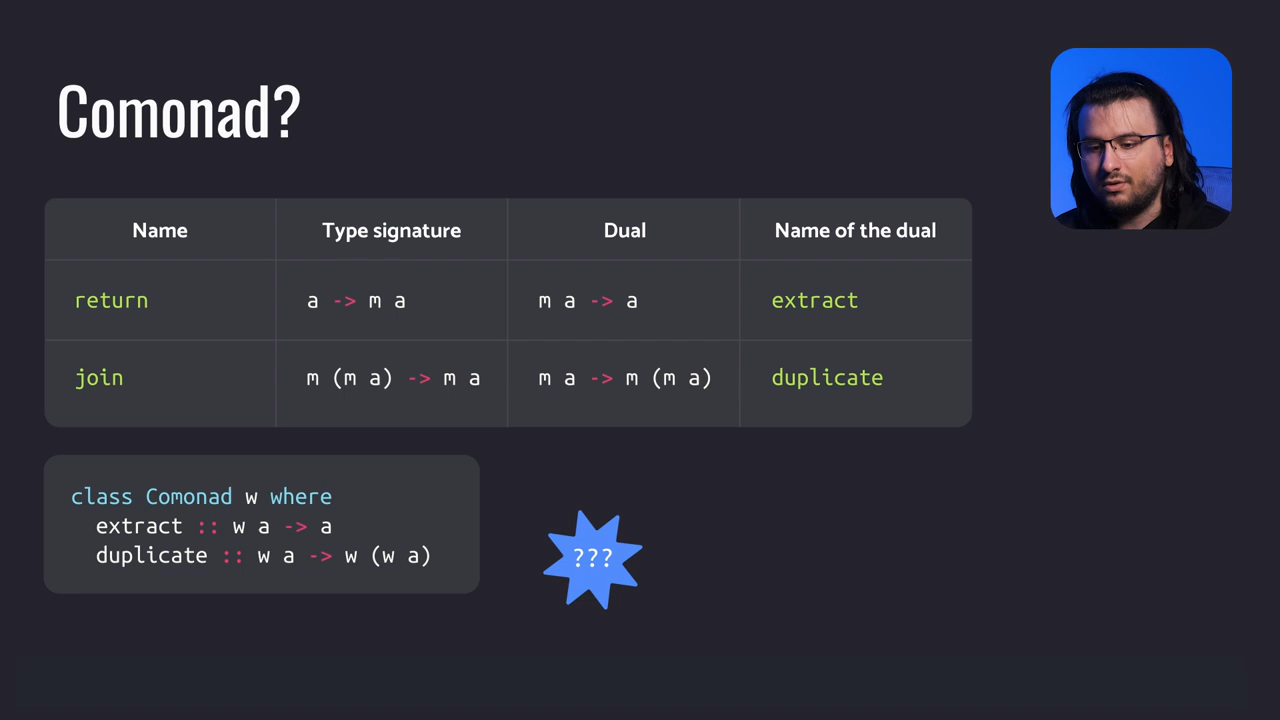 Comonad?
Name Type signature Dual Name of the dual
return a -> m a m a -> a extract
join m (m a) -> m a m a -> m (m a) duplicate
class Comonad w where
extract :: w a -> a
duplicate :: w a -> w (w a)
???